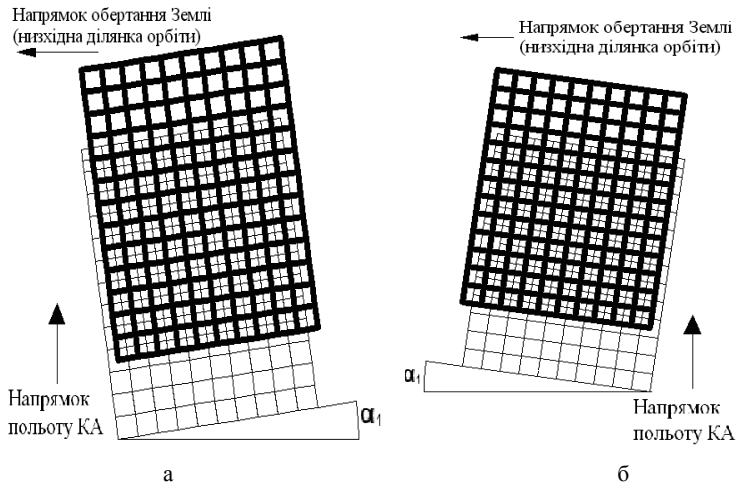 Напрямок обертання Землі
(низхідна ділянка орбіти)
Напрямок
польоту КА
α₁
а
Напрямок обертання Землі
(низхідна ділянка орбіти)
α₁
Напрямок
польоту КА
б